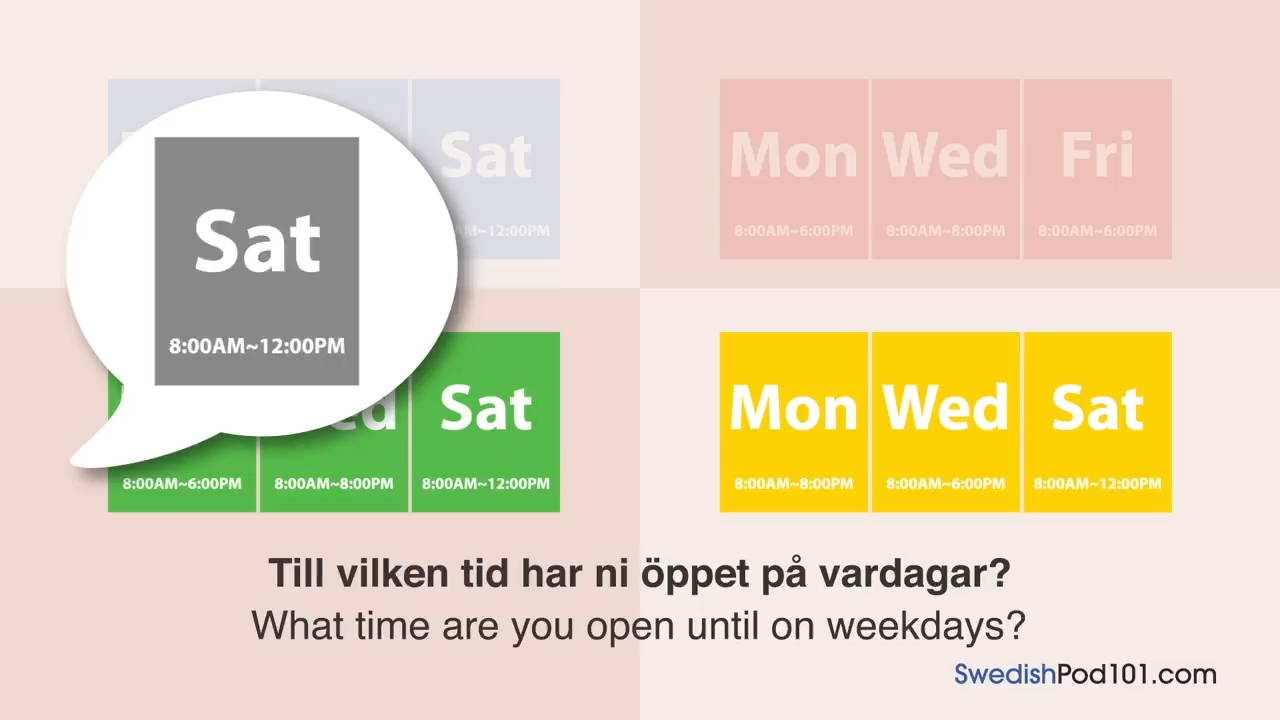 Sat
M~12:00PM
Mon Wed Fri
8:00AM~6:00PM 8:00AM~8:00PM 8:00AM~6:00PM
Sat
8:00AM~12:00PM
ed Sat
8:00AM~6:00PM 8:00AM~8:00PM 8:00AM~12:00PM
Mon Wed Sat
8:00AM~8:00PM 8:00AM~6:00PM 8:00AM~12:00PM
Till vilken tid har ni öppet på vardagar?
What time are you open until on weekdays?
SwedishPod101.com